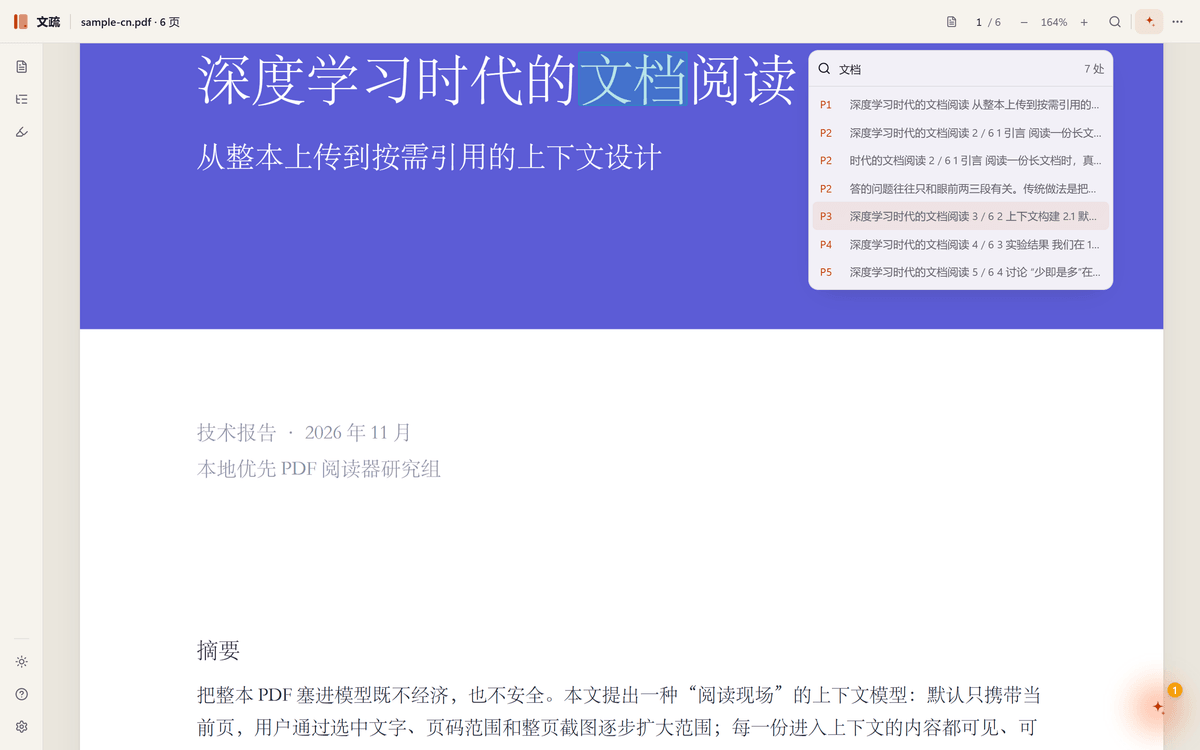 文疏 sample-cn.pdf · 6 页 1 / 6 − 164% +
深度学习时代的文档阅读
从整本上传到按需引用的上下文设计
文档 7 处
P1 深度学习时代的文档阅读 从整本上传到按需引用的...
P2 深度学习时代的文档阅读 2 / 6 1 引言 阅读一份长文...
P2 时代的文档阅读 2 / 6 1 引言 阅读一份长文档时，真...
P2 答的问题往往只和眼前两三段有关。传统做法是把...
P3 深度学习时代的文档阅读 3 / 6 2 上下文构建 2.1 默...
P4 深度学习时代的文档阅读 4 / 6 3 实验结果 我们在 1...
P5 深度学习时代的文档阅读 5 / 6 4 讨论 “少即是多”在...
技术报告 · 2026 年 11 月
本地优先 PDF 阅读器研究组
摘要
把整本 PDF 塞进模型既不经济，也不安全。本文提出一种“阅读现场”的上下文模型：默认只携带当
前页，用户通过选中文字、页码范围和整页截图逐步扩大范围；每一份进入上下文的内容都可见、可
1